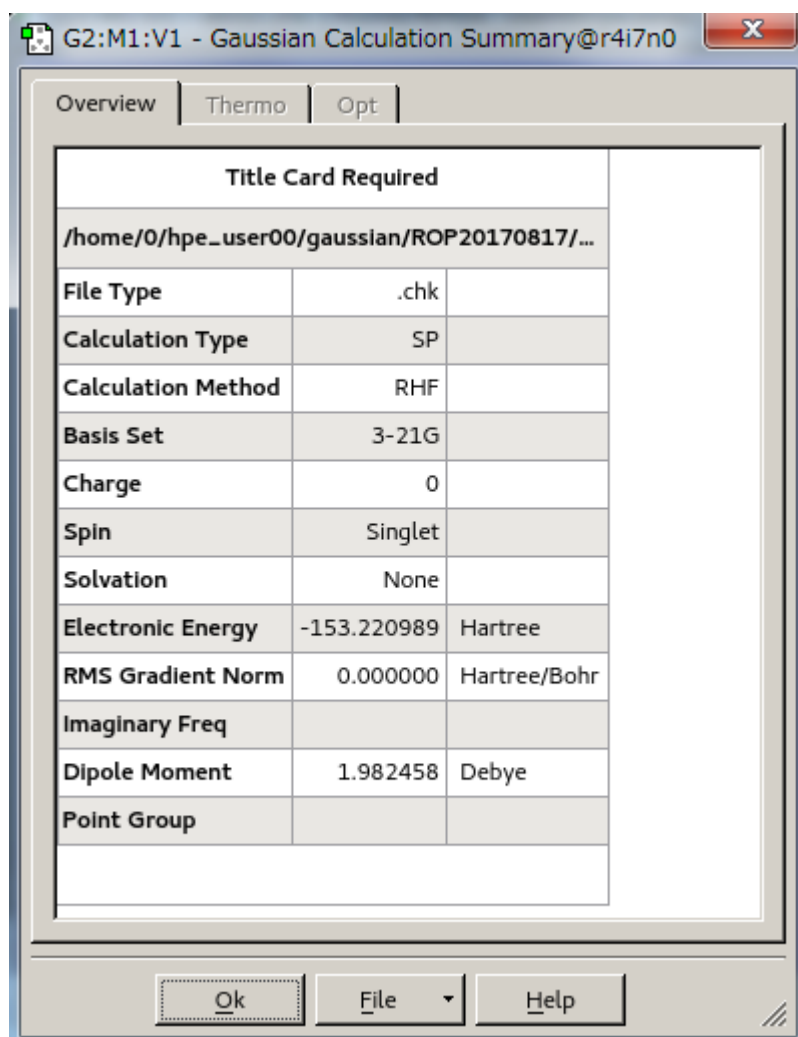 G2:M1:V1 - Gaussian Calculation Summary@r4i7n0
Overview Thermo Opt
Title Card Required
/home/0/hpe_user00/gaussian/ROP20170817/...
File Type .chk
Calculation Type SP
Calculation Method RHF
Basis Set 3-21G
Charge 0
Spin Singlet
Solvation None
Electronic Energy -153.220989 Hartree
RMS Gradient Norm 0.000000 Hartree/Bohr
Imaginary Freq
Dipole Moment 1.982458 Debye
Point Group
Ok File Help